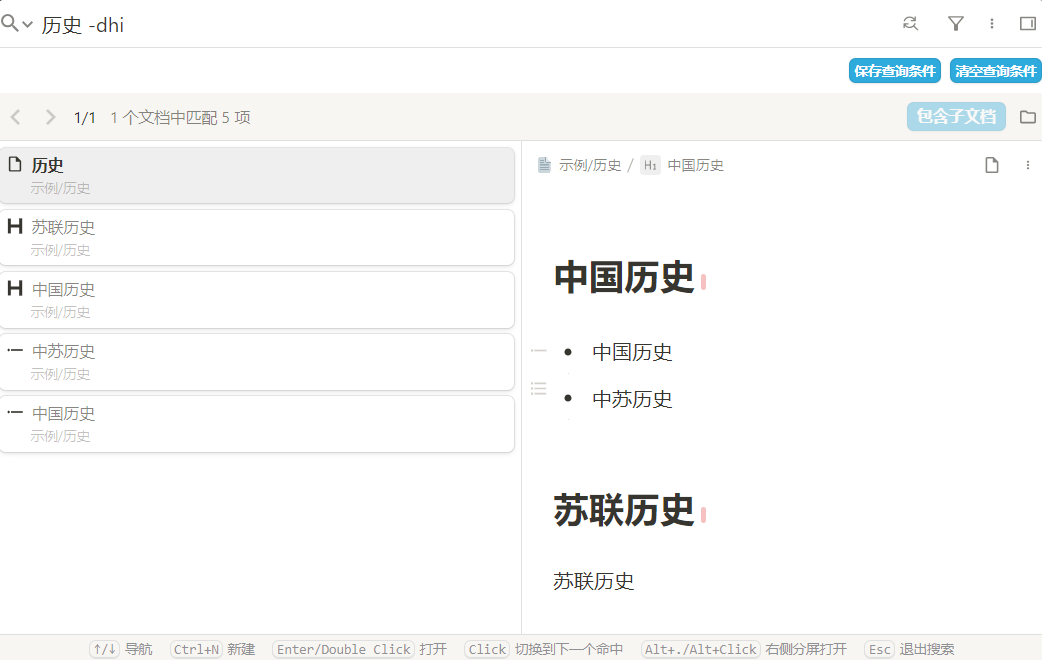 历史 -dhi
保存查询条件 清空查询条件
1/1 1 个文档中匹配 5 项 包含子文档
历史
示例/历史
苏联历史
示例/历史
中国历史
示例/历史
中苏历史
示例/历史
中国历史
示例/历史
示例/历史 / H1 中国历史
中国历史
中国历史
中苏历史
苏联历史
苏联历史
↑/↓ 导航 Ctrl+N 新建 Enter/Double Click 打开 Click 切换到下一个命中 Alt+./Alt+Click 右侧分屏打开 Esc 退出搜索